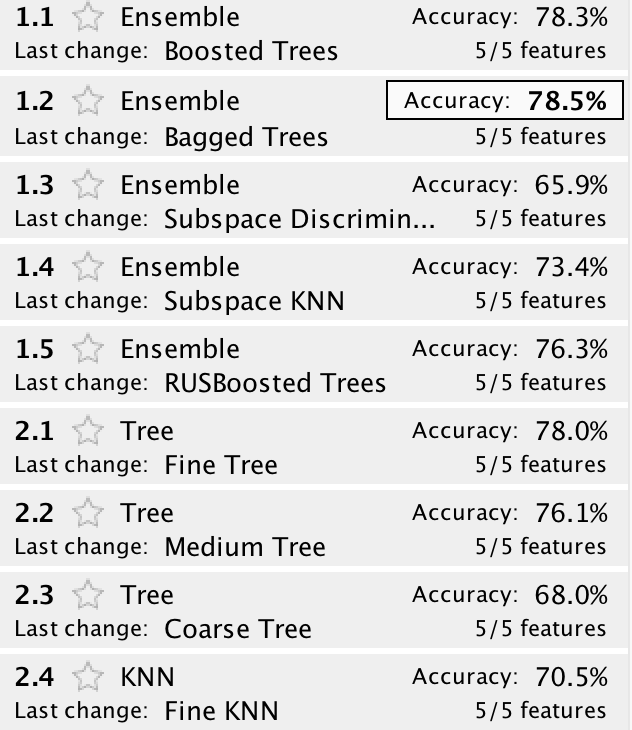 1.1 Ensemble Accuracy: 78.3%
Last change: Boosted Trees 5/5 features
1.2 Ensemble Accuracy: 78.5%
Last change: Bagged Trees 5/5 features
1.3 Ensemble Accuracy: 65.9%
Last change: Subspace Discrimin... 5/5 features
1.4 Ensemble Accuracy: 73.4%
Last change: Subspace KNN 5/5 features
1.5 Ensemble Accuracy: 76.3%
Last change: RUSBoosted Trees 5/5 features
2.1 Tree Accuracy: 78.0%
Last change: Fine Tree 5/5 features
2.2 Tree Accuracy: 76.1%
Last change: Medium Tree 5/5 features
2.3 Tree Accuracy: 68.0%
Last change: Coarse Tree 5/5 features
2.4 KNN Accuracy: 70.5%
Last change: Fine KNN 5/5 features